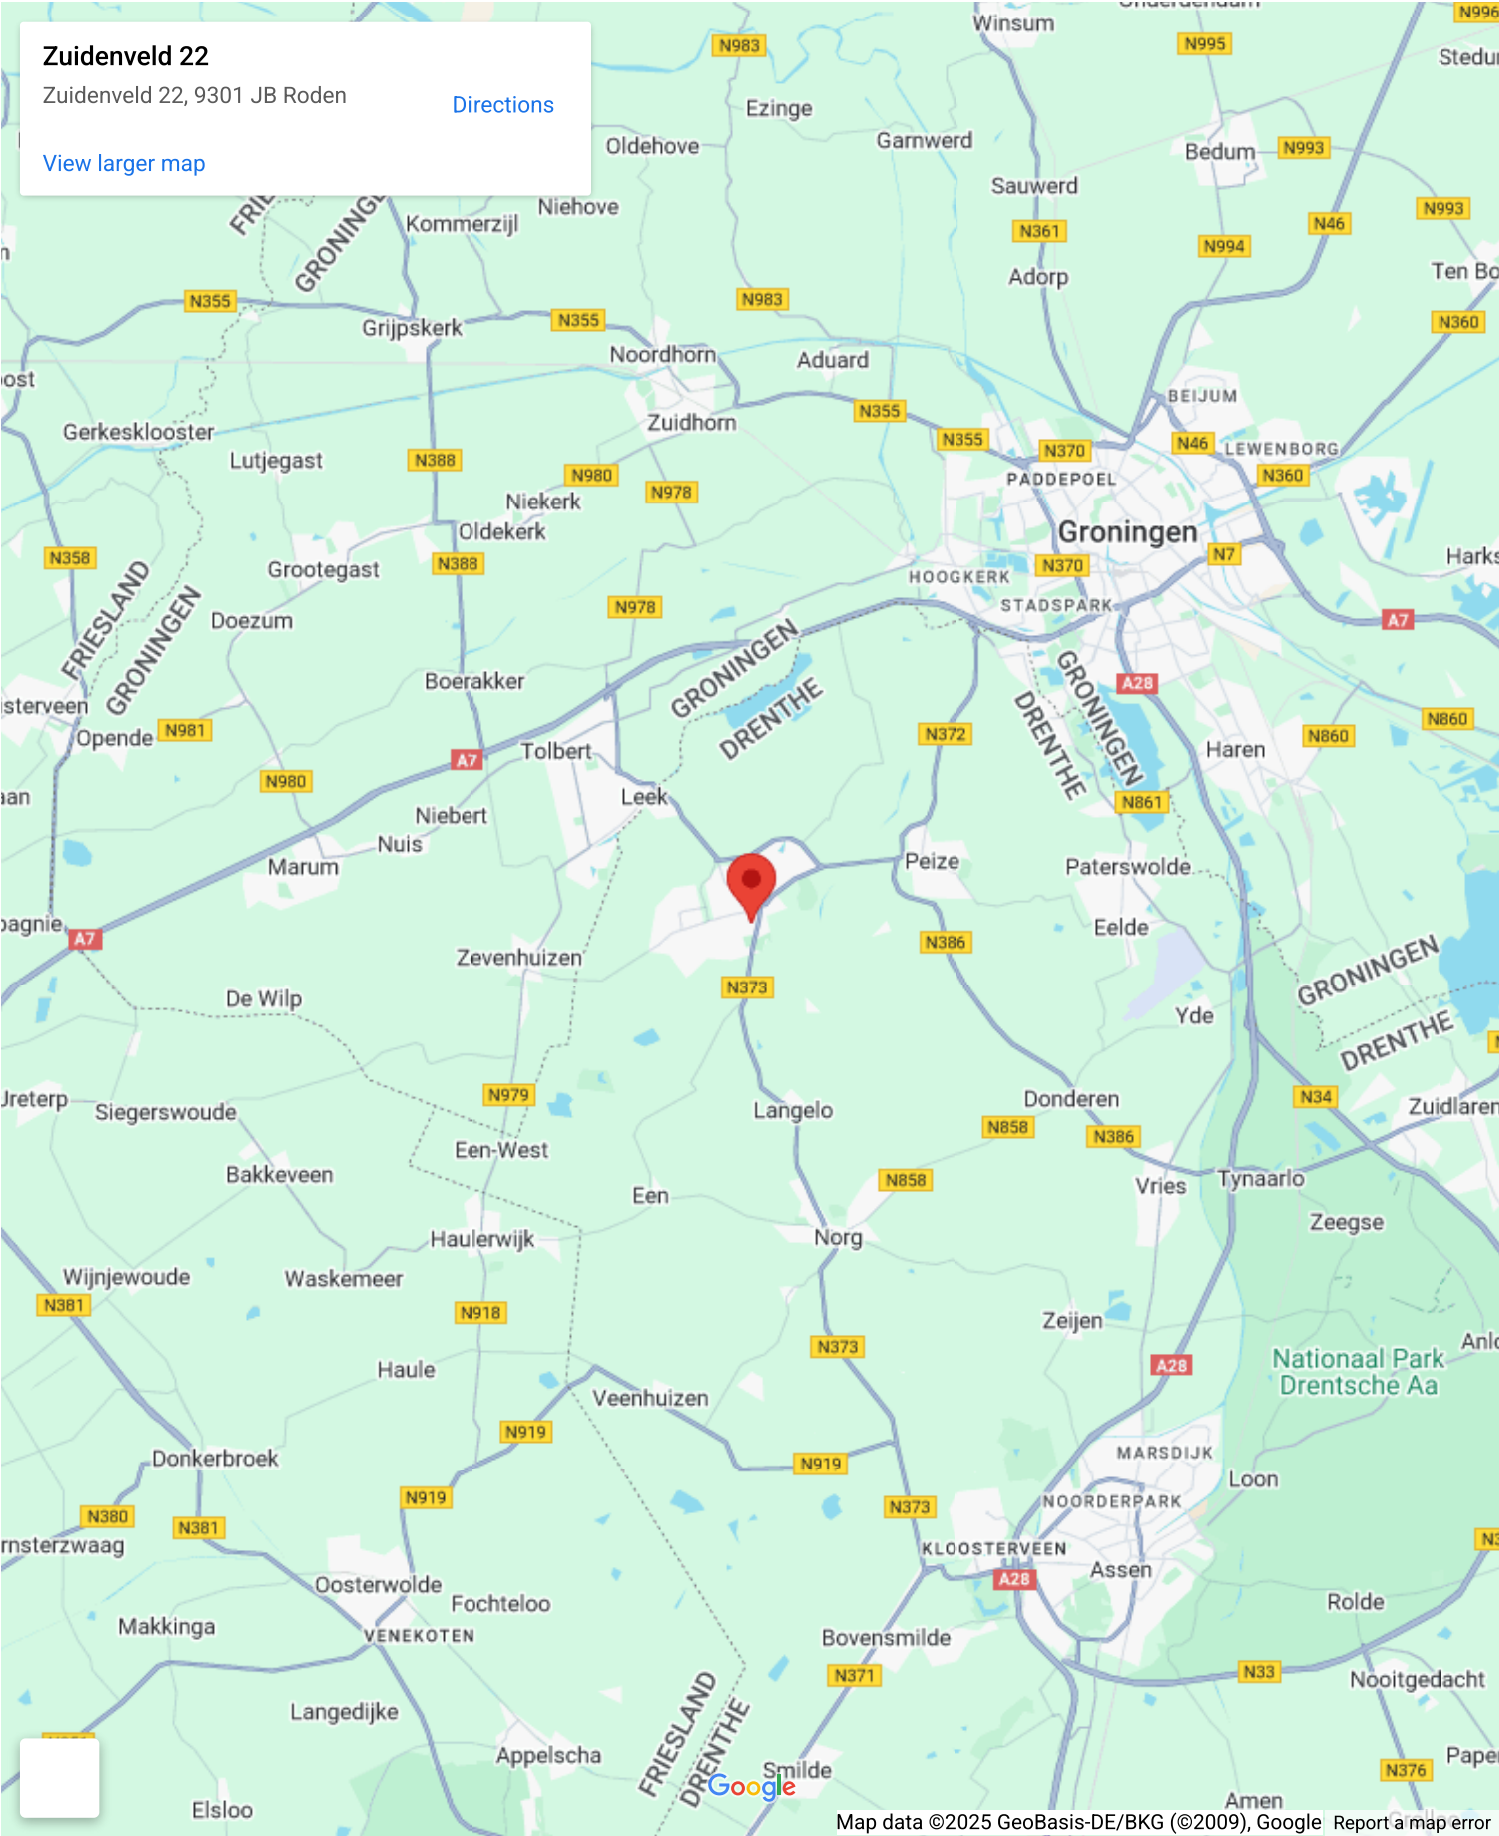 Zuidenveld 22
Zuidenveld 22, 9301 JB Roden
Directions
View larger map
Winsum
N983
N995
N996
Ezinge
Oldehove
Garnwerd
Bedum
N993
Sauwerd
Niehove
Kommerzijl
N361
N46
N993
N994
GRONINGEN
Adorp
N355
N983
Grijpskerk
N355
N360
Noordhorn
Aduard
BEIJUM
Zuidhorn
N355
Gerkesklooster
N355
N370
N46
LEWENBORG
Lutjegast
N388
N980
N360
PADDEPOEL
Niekerk
N978
Oldekerk
Groningen
N358
N388
N370
N7
Grootegast
HOOGKERK
STADSPARK
N978
A7
Doezum
FRIESLAND
GRONINGEN
GRONINGEN
DRENTHE
GRONINGEN
DRENTHE
Boerakker
A28
Opende
N981
N372
N860
N860
Haren
Tolbert
A7
N980
Leek
N861
Niebert
Nuis
Marum
Peize
Paterswolde
Eelde
A7
N386
Zevenhuizen
GRONINGEN
DRENTHE
N373
De Wilp
Yde
Ureterp
N979
Donderen
N34
Siegerswoude
Langelo
N858
N386
Een-West
Bakkeveen
N858
Tynaarlo
Vries
Een
Zeegse
Norg
Haulerwijk
Wijnjewoude
Waskemeer
N381
N918
Zeijen
N373
A28
Nationaal Park
Drentsche Aa
Haule
Veenhuizen
N919
MARSDIJK
Donkerbroek
N919
Loon
N919
N373
NOORDERPARK
N380
N381
KLOOSTERVEEN
Assen
A28
Oosterwolde
Fochteloo
Rolde
Makkinga
VENEKOTEN
Bovensmilde
N371
N33
Nooitgedacht
Langedijke
FRIESLAND
DRENTHE
Appelscha
Smilde
N376
Google
Elsloo
Amen
Map data ©2025 GeoBasis-DE/BKG (©2009), Google
Report a map error